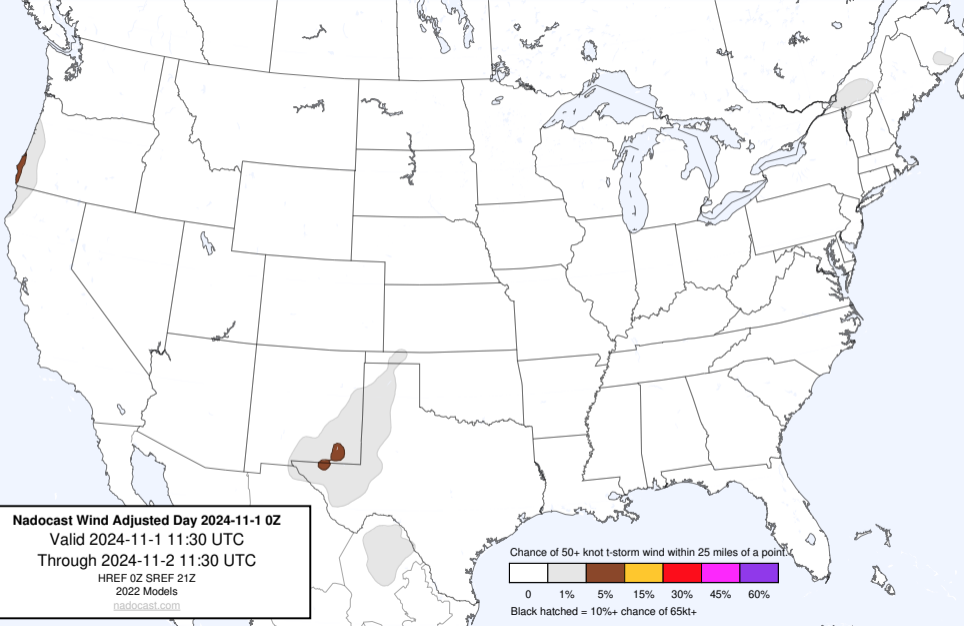 Nadocast Wind Adjusted Day 2024-11-1 0Z
Valid 2024-11-1 11:30 UTC
Through 2024-11-2 11:30 UTC
HREF 0Z SREF 21Z
2022 Models
nadocast.com
Chance of 50+ knot t-storm wind within 25 miles of a point.
0 1% 5% 15% 30% 45% 60%
Black hatched = 10%+ chance of 65kt+